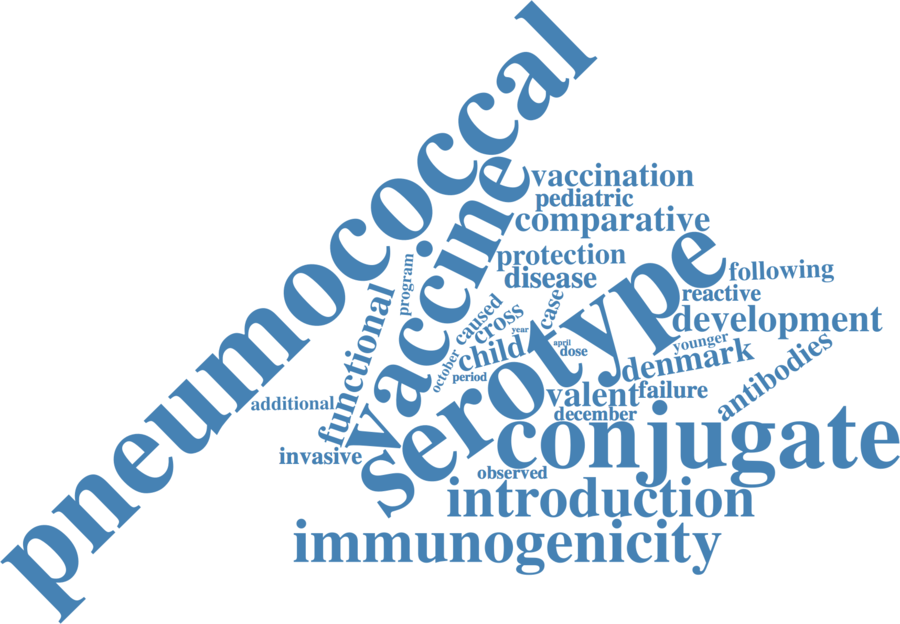 pneumococcal
vaccine
vaccination
pediatric
comparative
protection
disease
serotype
following
reactive
development
program
functional
caused
cross
case
year
child
october
period
april
dose
younger
denmark
antibodies
valent
failure
december
additional
invasive
conjugate
observed
introduction
immunogenicity